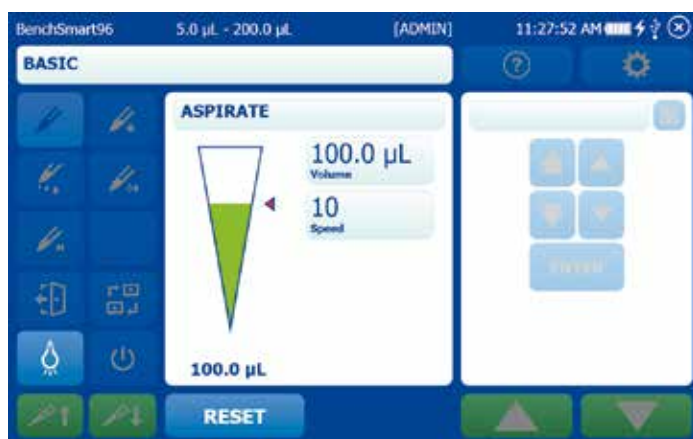 BenchSmart96 5.0 µL - 200.0 µL [ADMIN] 11:27:52 AM
BASIC
?
ASPIRATE
100.0 µL
Volume
10
Speed
100.0 µL
ENTER
RESET